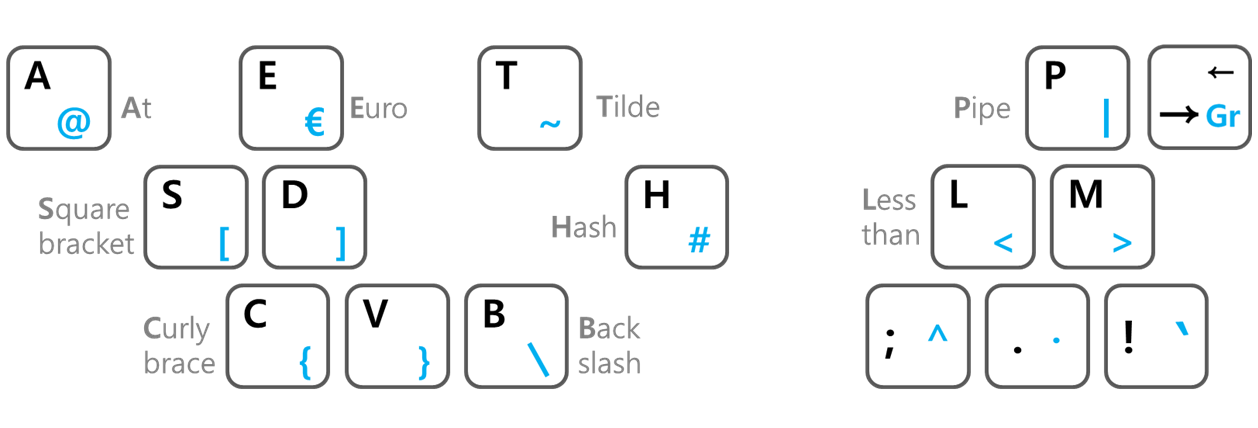 A @ At
E € Euro
T ~ Tilde
Pipe P |
← → Gr
Square
bracket
S [
D ]
Hash H #
Less
than
L <
M >
Curly
brace
C {
V }
B \
Back
slash
; ^
. ·
! `